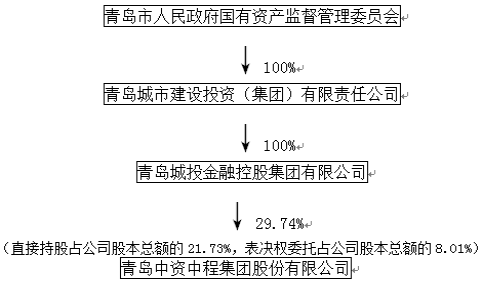 青岛市人民政府国有资产监督管理委员会
100%
青岛城市建设投资（集团）有限责任公司
100%
青岛城投金融控股集团有限公司
29.74%
（直接持股占公司股本总额的 21.73%，表决权委托占公司股本总额的 8.01%）
青岛中资中程集团股份有限公司